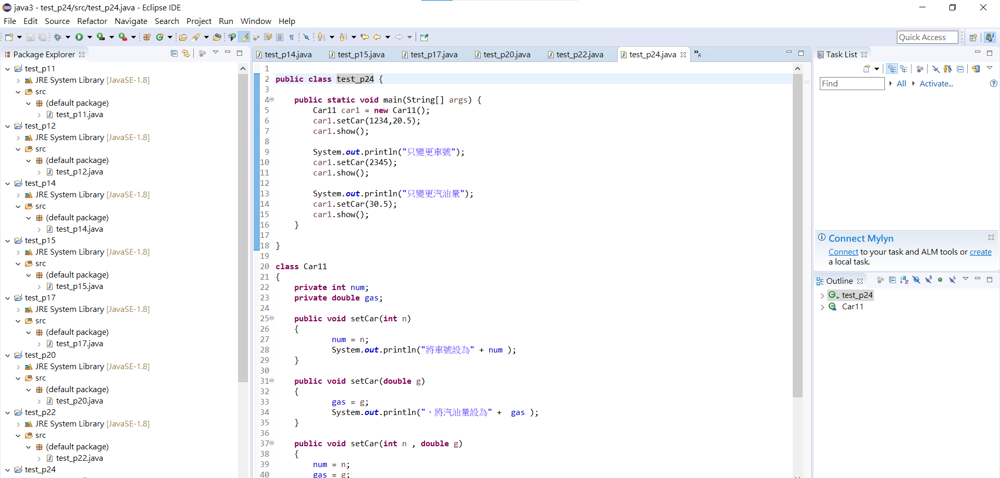 java3 - test_p24/src/test_p24.java - Eclipse IDE
File Edit Source Refactor Navigate Search Project Run Window Help
Quick Access
Package Explorer
test_p11
JRE System Library [JavaSE-1.8]
src
(default package)
test_p11.java
test_p12
JRE System Library [JavaSE-1.8]
src
(default package)
test_p12.java
test_p14
JRE System Library [JavaSE-1.8]
src
(default package)
test_p14.java
test_p15
JRE System Library [JavaSE-1.8]
src
(default package)
test_p15.java
test_p17
JRE System Library [JavaSE-1.8]
src
(default package)
test_p17.java
test_p20
JRE System Library [JavaSE-1.8]
src
(default package)
test_p20.java
test_p22
JRE System Library [JavaSE-1.8]
src
(default package)
test_p22.java
test_p24
test_p14.java test_p15.java test_p17.java test_p20.java test_p22.java test_p24.java »6
1
2 public class test_p24 {
3
4 public static void main(String[] args) {
5 Car11 car1 = new Car11();
6 car1.setCar(1234,20.5);
7 car1.show();
8
9 System.out.println("只變更車號");
10 car1.setCar(2345);
11 car1.show();
12
13 System.out.println("只變更汽油量");
14 car1.setCar(30.5);
15 car1.show();
16 }
17
18 }
19
20 class Car11
21 {
22 private int num;
23 private double gas;
24
25 public void setCar(int n)
26 {
27 num = n;
28 System.out.println("將車號設為" + num );
29 }
30
31 public void setCar(double g)
32 {
33 gas = g;
34 System.out.println("，將汽油量設為" + gas );
35 }
36
37 public void setCar(int n , double g)
38 {
39 num = n;
40 gas = g;
Task List
Find All Activate...
Connect Mylyn
Connect to your task and ALM tools or create
a local task.
Outline
test_p24
Car11